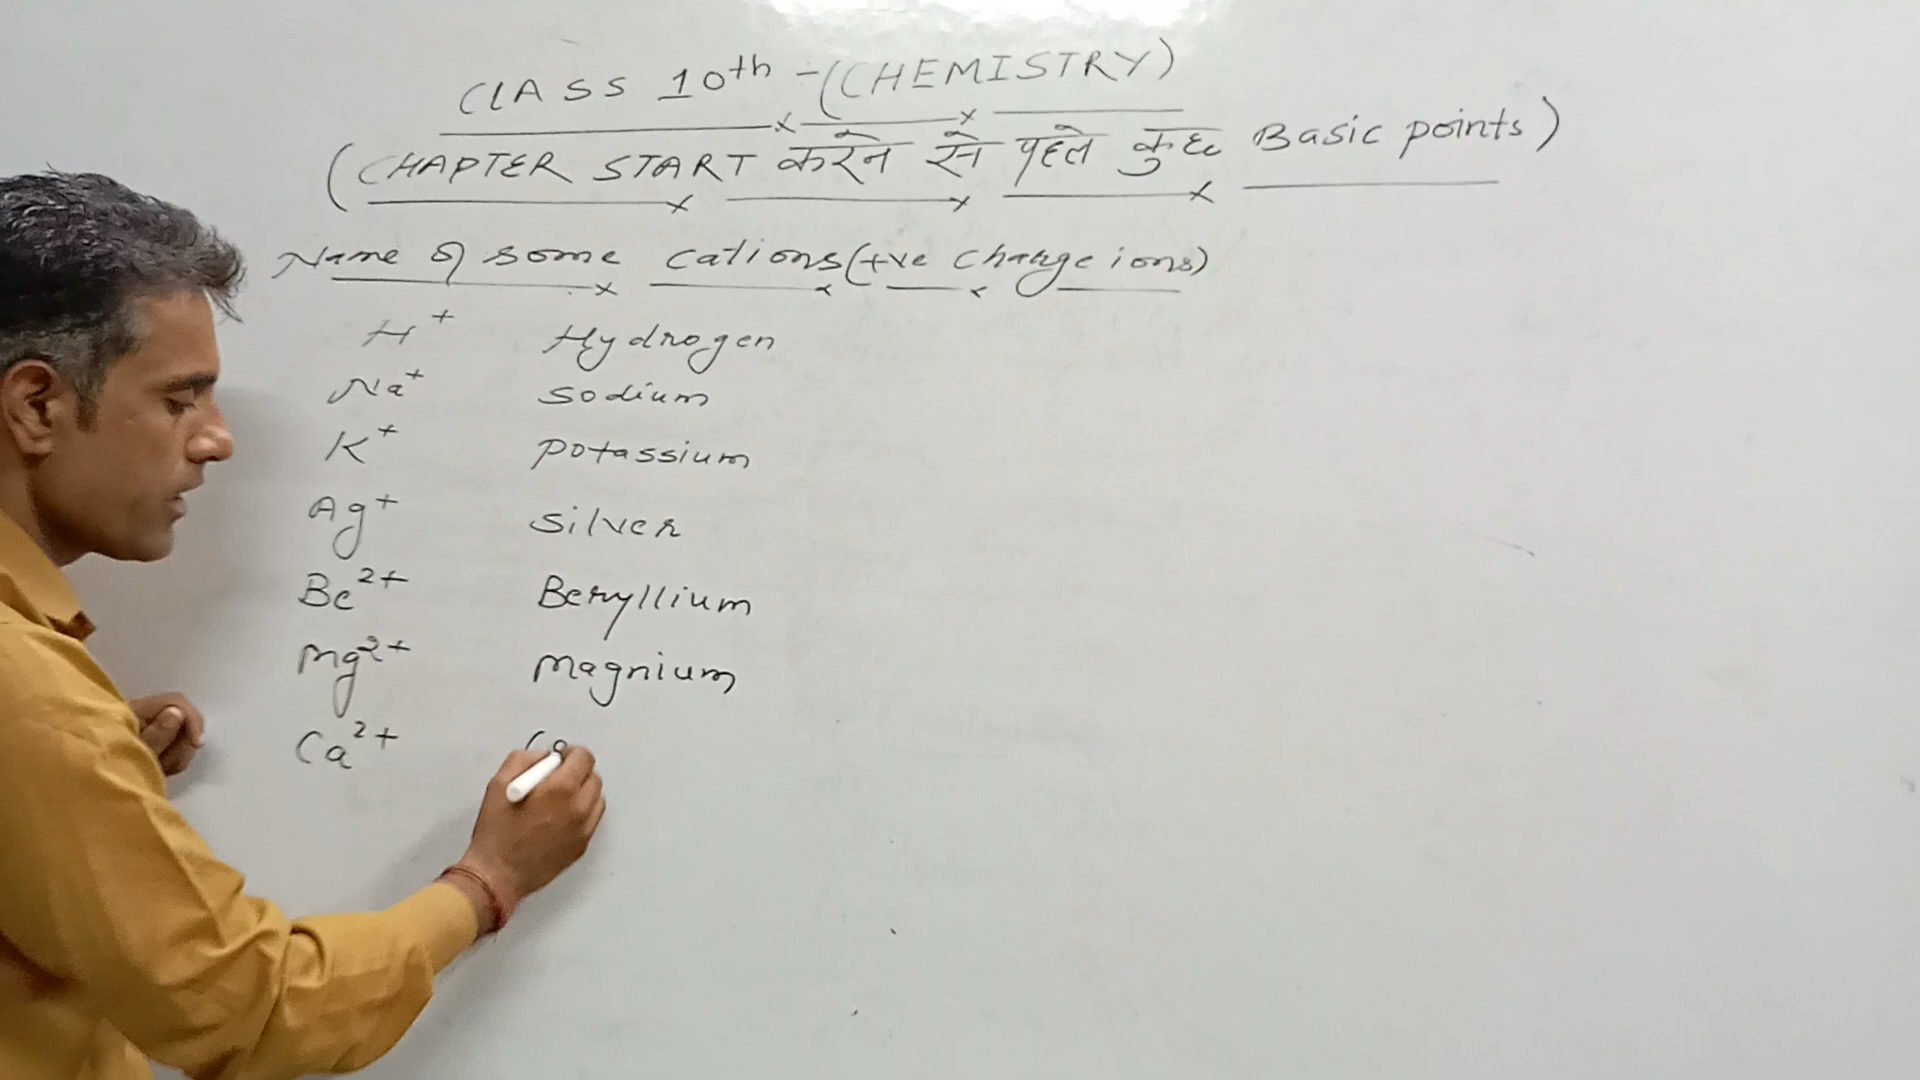 CLASS 10th - (CHEMISTRY)
(CHAPTER START करने से पहले कुछ Basic points)
Name of some cations (+ve charge ions)
H+ Hydrogen
Na+ Sodium
K+ Potassium
Ag+ Silver
Be2+ Beryllium
Mg2+ Magnium
Ca2+ Ca